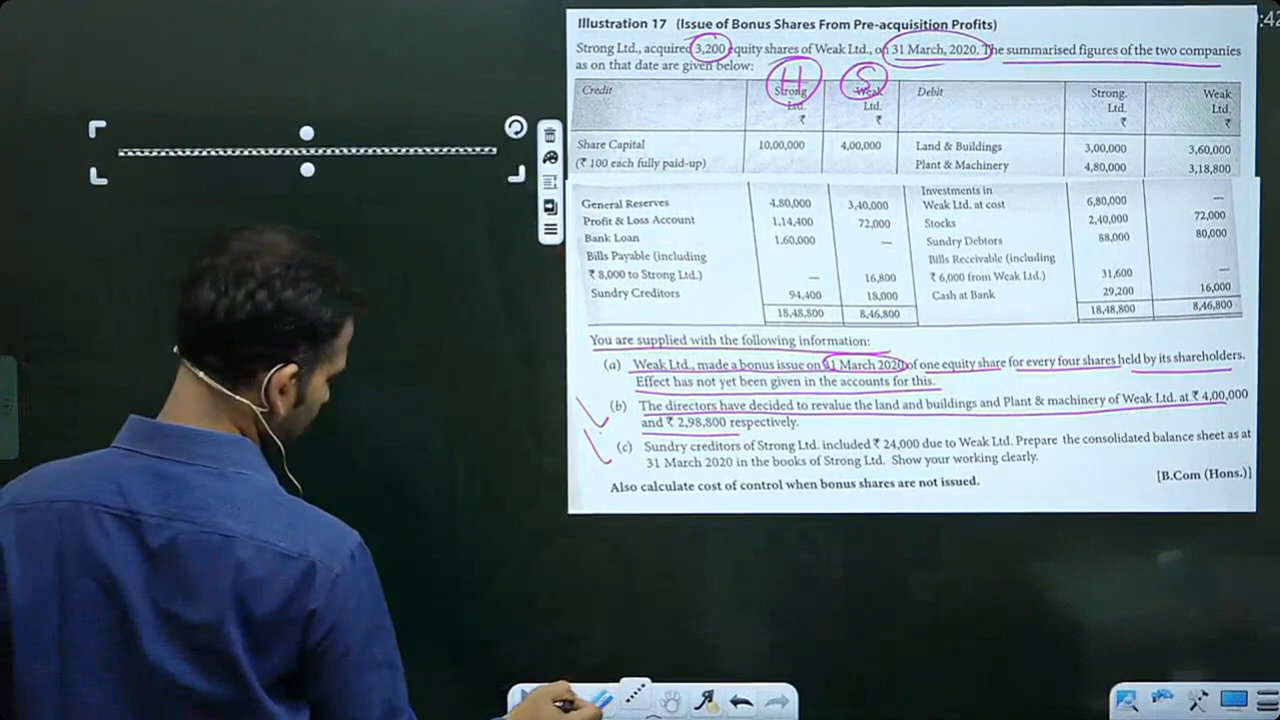 :42
Illustration 17 (Issue of Bonus Shares From Pre-acquisition Profits)
Strong Ltd., acquired 3,200 equity shares of Weak Ltd., on 31 March, 2020. The summarised figures of the two companies
as on that date are given below:
H S
Credit Strong Ltd. ₹ Weak Ltd. ₹ Debit Strong. Ltd. ₹ Weak Ltd. ₹
Share Capital 10,00,000 4,00,000 Land & Buildings 3,00,000 3,60,000
(₹ 100 each fully paid-up) Plant & Machinery 4,80,000 3,18,800
Investments in
General Reserves 4,80,000 3,40,000 Weak Ltd. at cost 6,80,000 —
Profit & Loss Account 1,14,400 72,000 Stocks 2,40,000 72,000
Bank Loan 1,60,000 — Sundry Debtors 88,000 80,000
Bills Payable (including Bills Receivable (including
₹ 8,000 to Strong Ltd.) — 16,800 ₹ 6,000 from Weak Ltd.) 31,600 —
Sundry Creditors 94,400 18,000 Cash at Bank 29,200 16,000
18,48,800 8,46,800 18,48,800 8,46,800
You are supplied with the following information:
(a) Weak Ltd., made a bonus issue on 31 March 2020 of one equity share for every four shares held by its shareholders.
Effect has not yet been given in the accounts for this.
(b) The directors have decided to revalue the land and buildings and Plant & machinery of Weak Ltd. at ₹ 4,00,000
and ₹ 2,98,800 respectively.
(c) Sundry creditors of Strong Ltd. included ₹ 24,000 due to Weak Ltd. Prepare the consolidated balance sheet as at
31 March 2020 in the books of Strong Ltd. Show your working clearly.
[B.Com (Hons.)]
Also calculate cost of control when bonus shares are not issued.